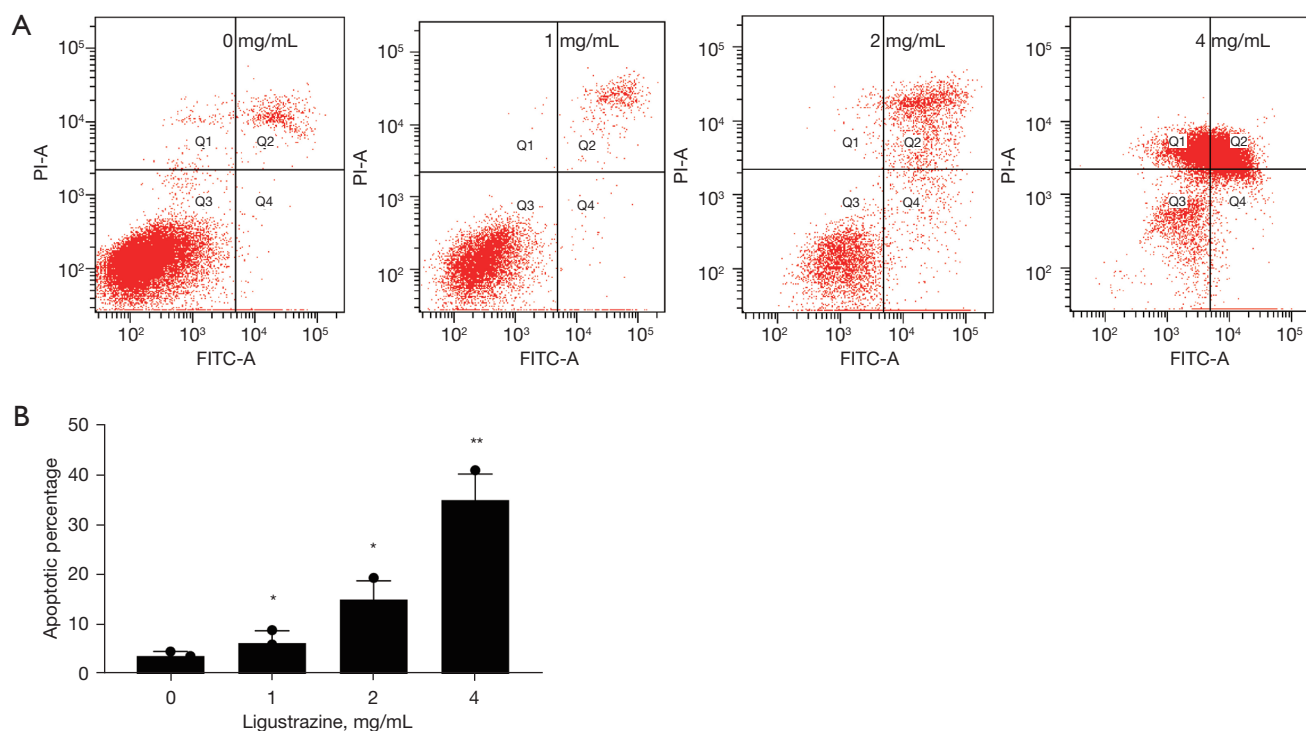 A
0 mg/mL
10⁵
10⁴
10³
10²
PI-A
Q1
Q2
Q3
Q4
10² 10³ 10⁴ 10⁵
FITC-A
1 mg/mL
10⁵
10⁴
10³
10²
PI-A
Q1
Q2
Q3
Q4
10² 10³ 10⁴ 10⁵
FITC-A
2 mg/mL
10⁵
10⁴
10³
10²
PI-A
Q1
Q2
Q3
Q4
10² 10³ 10⁴ 10⁵
FITC-A
4 mg/mL
10⁵
10⁴
10³
10²
PI-A
Q1
Q2
Q3
Q4
10² 10³ 10⁴ 10⁵
FITC-A
B
50
40
30
20
10
0
Apoptotic percentage
*
*
**
0 1 2 4
Ligustrazine, mg/mL